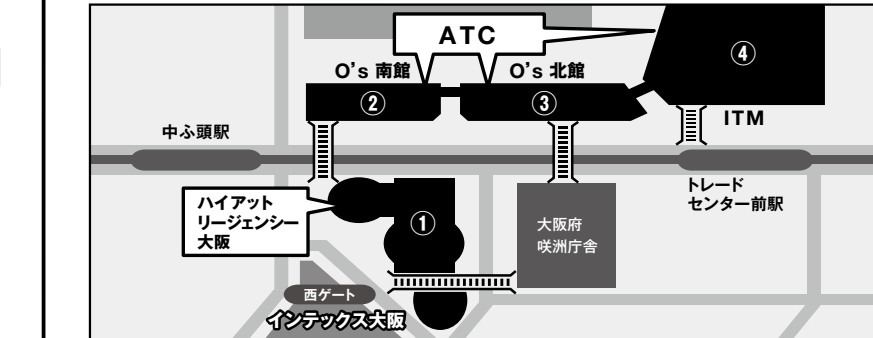 ATC
O's 南館
O's 北館
④
②
③
ITM
中ふ頭駅
トレード
センター前駅
ハイアット
リージェンシー
大阪
①
大阪府
咲洲庁舎
西ゲート
インテックス大阪